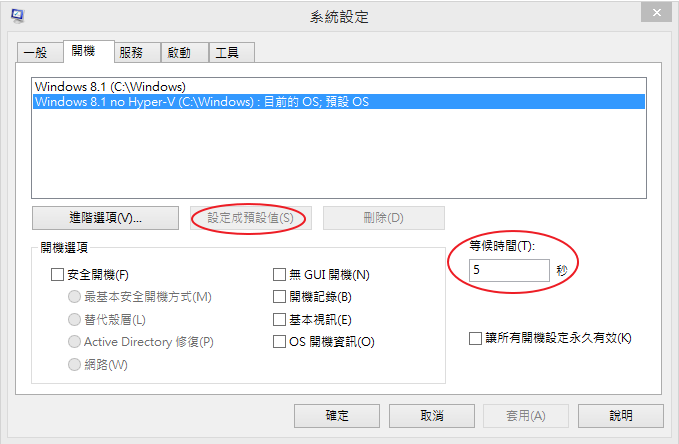 系統設定
一般 開機 服務 啟動 工具
Windows 8.1 (C:\Windows)
Windows 8.1 no Hyper-V (C:\Windows) : 目前的 OS; 預設 OS
進階選項(V)... 設定成預設值(S) 刪除(D)
開機選項
等候時間(T):
5 秒
安全開機(F) 無 GUI 開機(N)
最基本安全開機方式(M) 開機記錄(B)
替代殼層(L) 基本視訊(E)
Active Directory 修復(P) OS 開機資訊(O)
讓所有開機設定永久有效(K)
網路(W)
確定 取消 套用(A) 說明